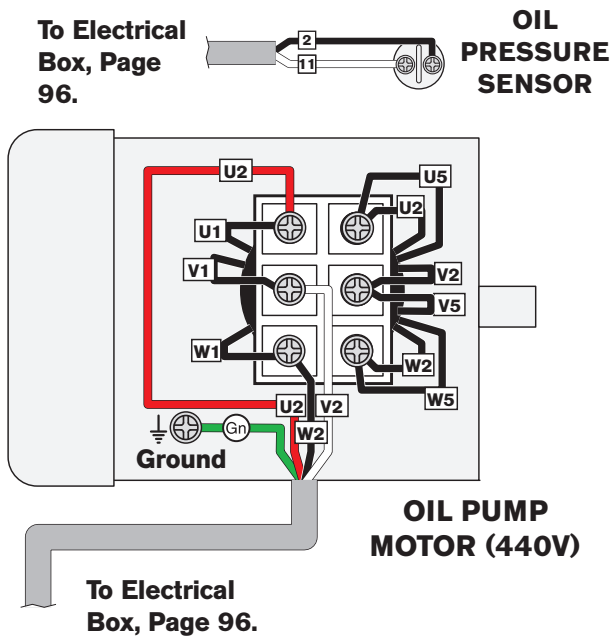 To Electrical
Box, Page
96.
2
11
OIL
PRESSURE
SENSOR
U2
U5
U2
U1
V1
V2
V5
W1
W2
W5
U2
V2
W2
Gn
Ground
OIL PUMP
MOTOR (440V)
To Electrical
Box, Page 96.